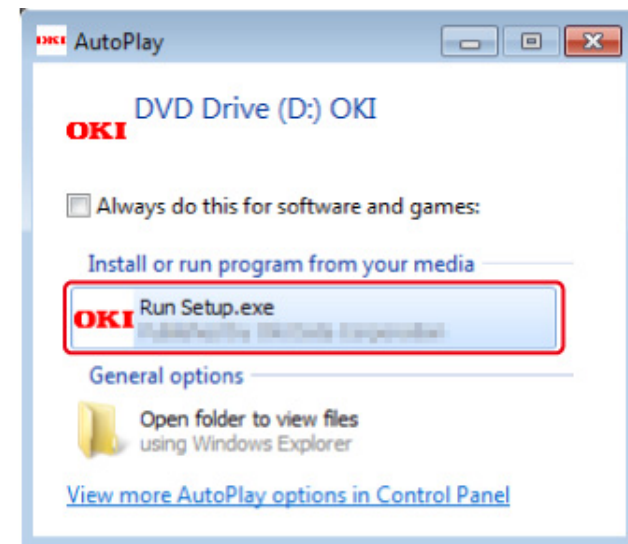 OKI AutoPlay
DVD Drive (D:) OKI
OKI
Always do this for software and games:
Install or run program from your media
OKI Run Setup.exe
General options
Open folder to view files
using Windows Explorer
View more AutoPlay options in Control Panel